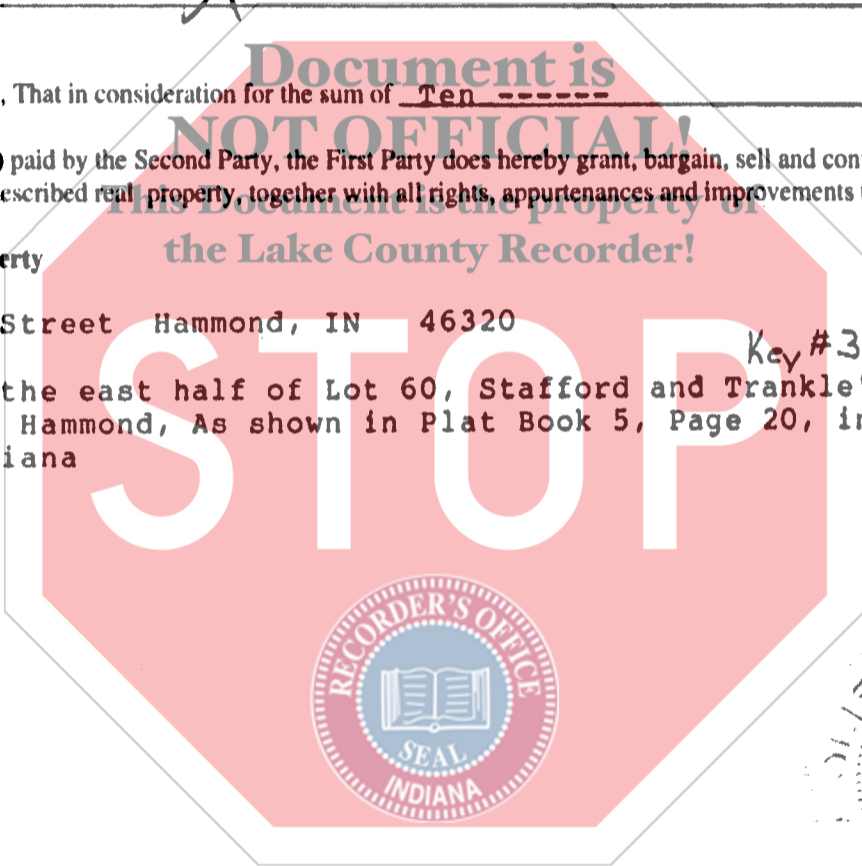 Document is
, That in consideration for the sum of Ten ------
NOT OFFICIAL!
) paid by the Second Party, the First Party does hereby grant, bargain, sell and con
escribed real property, together with all rights, appurtenances and improvements
This Document is the property of
the Lake County Recorder!
erty
Street Hammond, IN 46320
Key #3
the east half of Lot 60, Stafford and Trankle'
Hammond, As shown in Plat Book 5, Page 20, in
iana
STOP
RECORDER'S OFFICE
SEAL
INDIANA